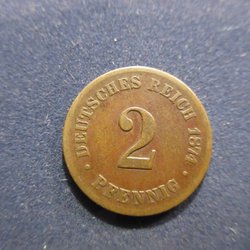 DEUTSCHES REICH 1874
2
· PFENNIG ·